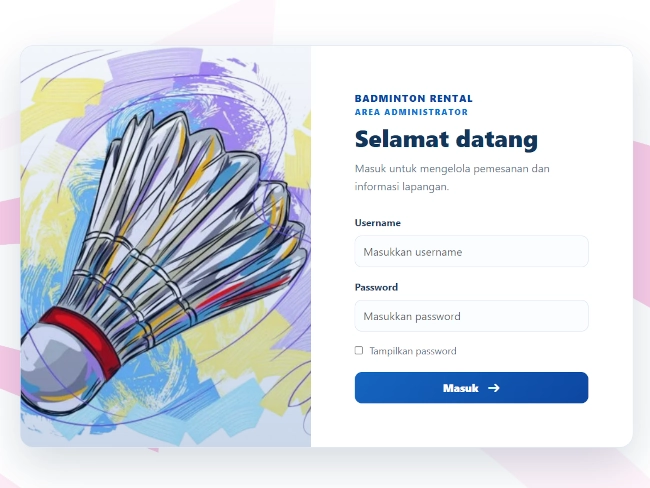 BADMINTON RENTAL
AREA ADMINISTRATOR
Selamat datang
Masuk untuk mengelola pemesanan dan
informasi lapangan.
Username
Masukkan username
Password
Masukkan password
Tampilkan password
Masuk →